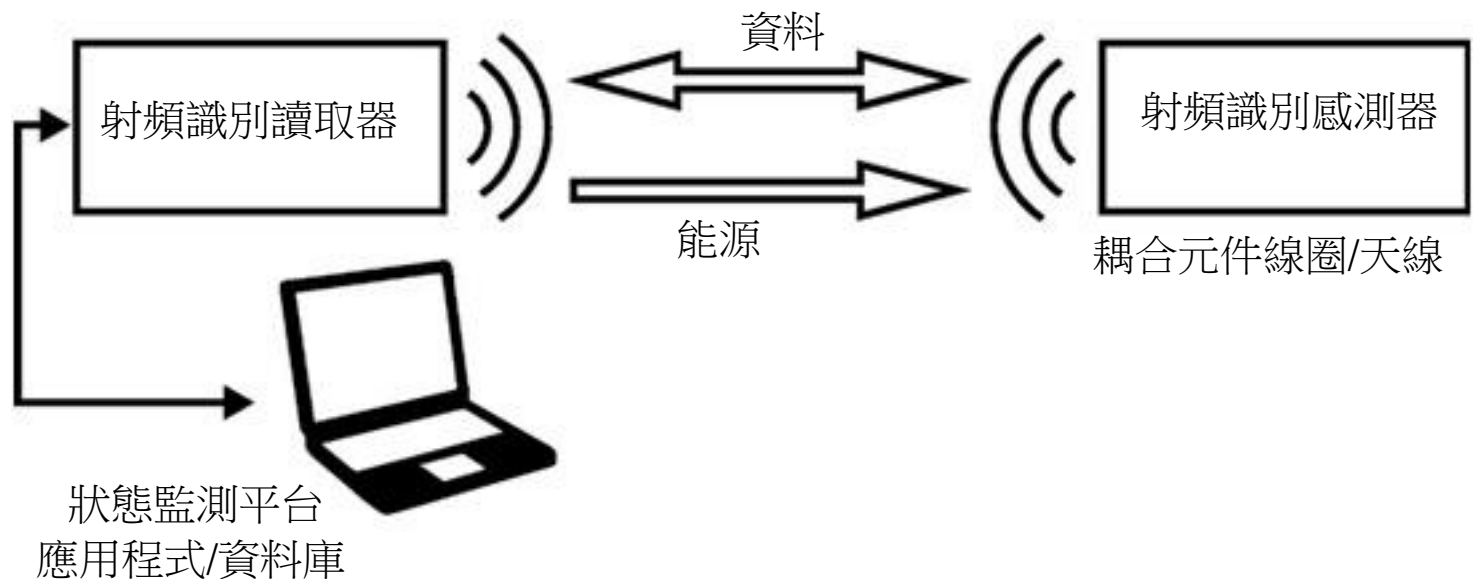 資料
射頻識別讀取器
射頻識別感測器
能源
耦合元件線圈/天線
狀態監測平台
應用程式/資料庫